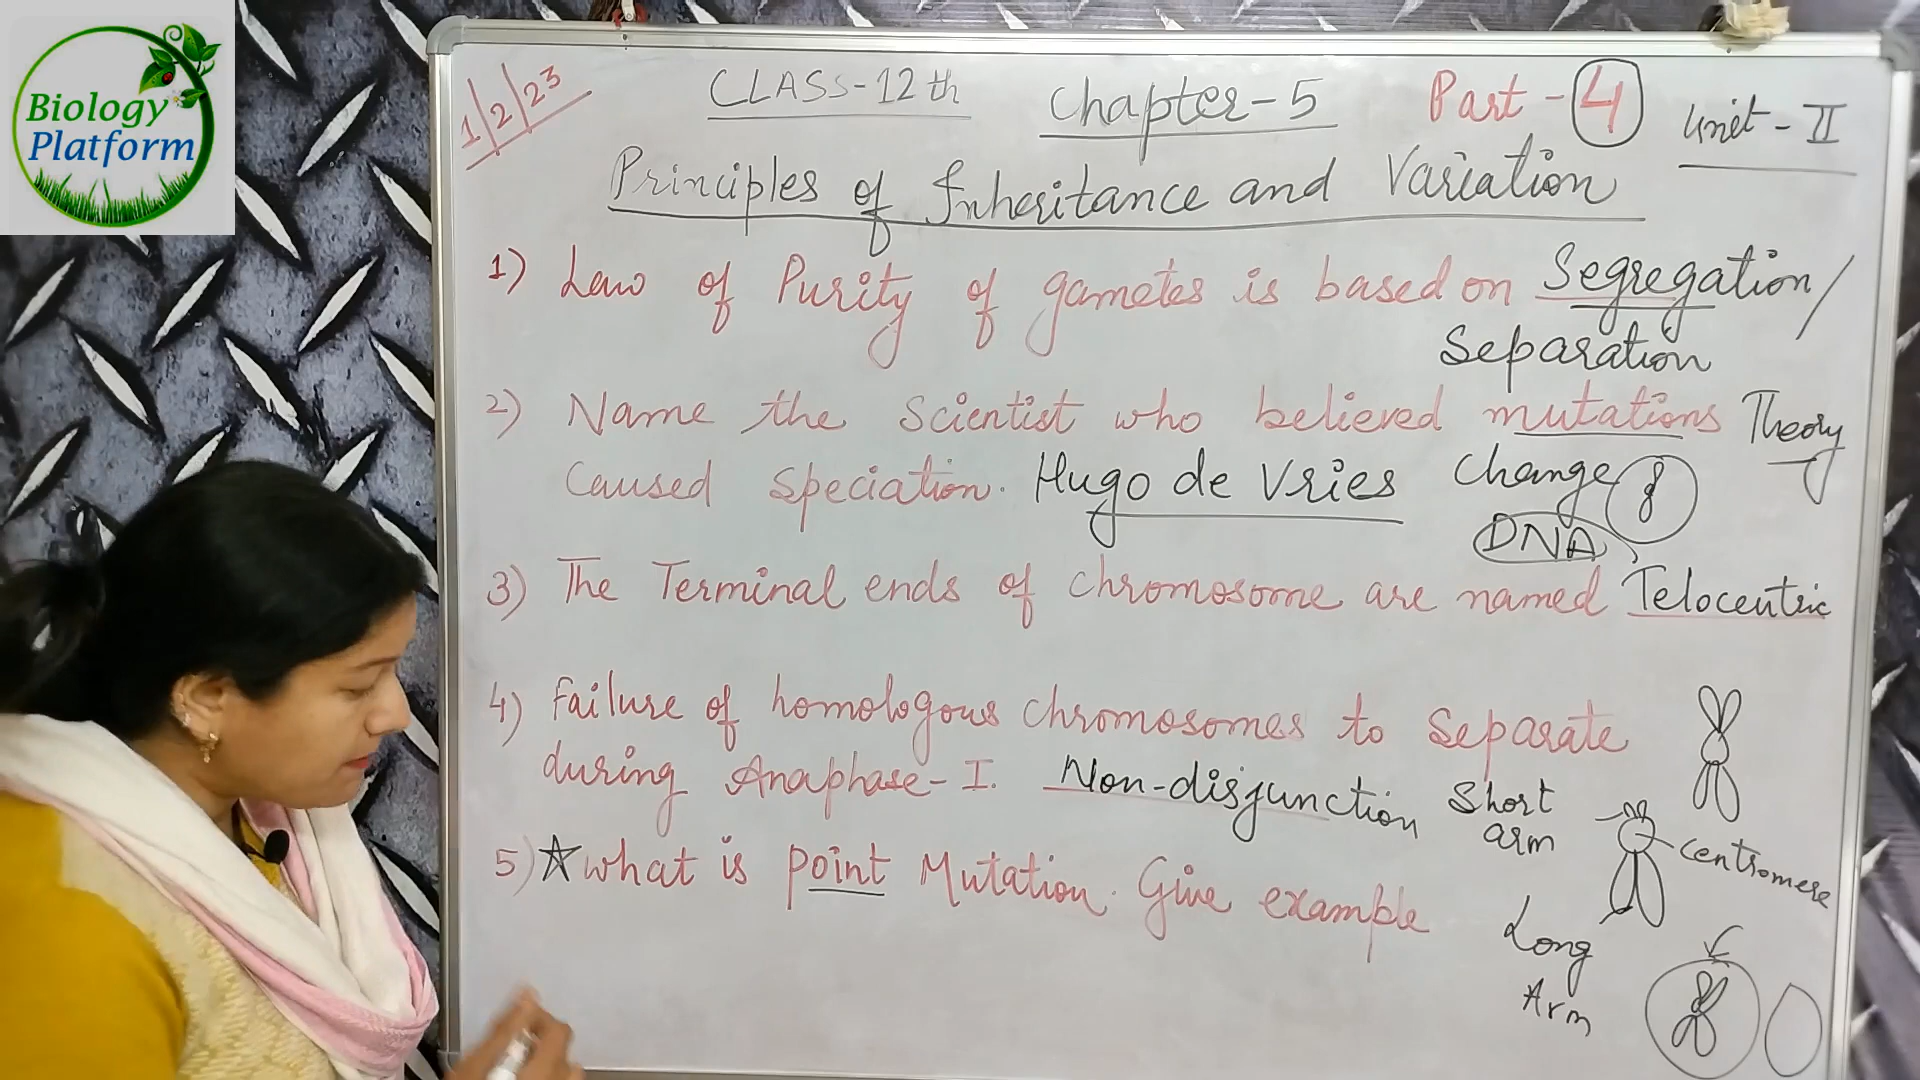 Biology
Platform
1/2/23
CLASS-12th Chapter-5 Part-4 Unit-II
Principles of Inheritance and Variation
1) Law of Purity of gametes is based on Segregation/
Separation
2) Name the Scientist who believed mutations Theory
Caused Speciation. Hugo de Vries Change
DNA
3) The Terminal ends of chromosome are named Telocentric
4) Failure of homologous chromosomes to Separate
during Anaphase-I. Non-disjunction
Short
arm
centromere
5) ☆ what is point Mutation. Give example
Long
Arm